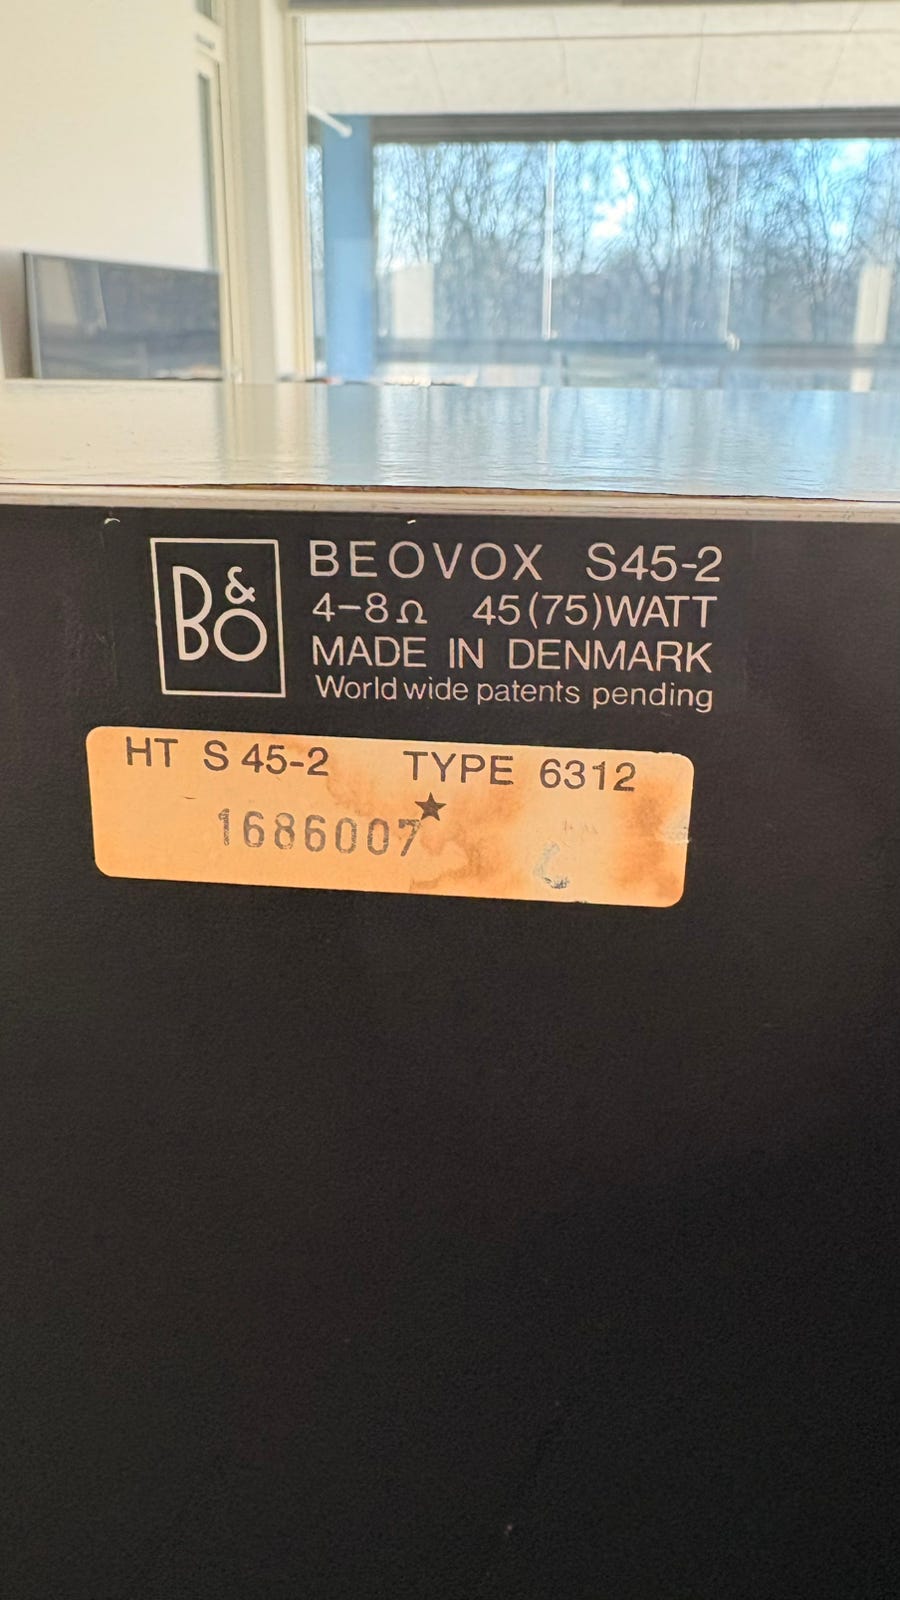 B&O
BEOVOX S45-2
4-8Ω 45(75)WATT
MADE IN DENMARK
World wide patents pending
HT S 45-2 TYPE 6312
★
1686007